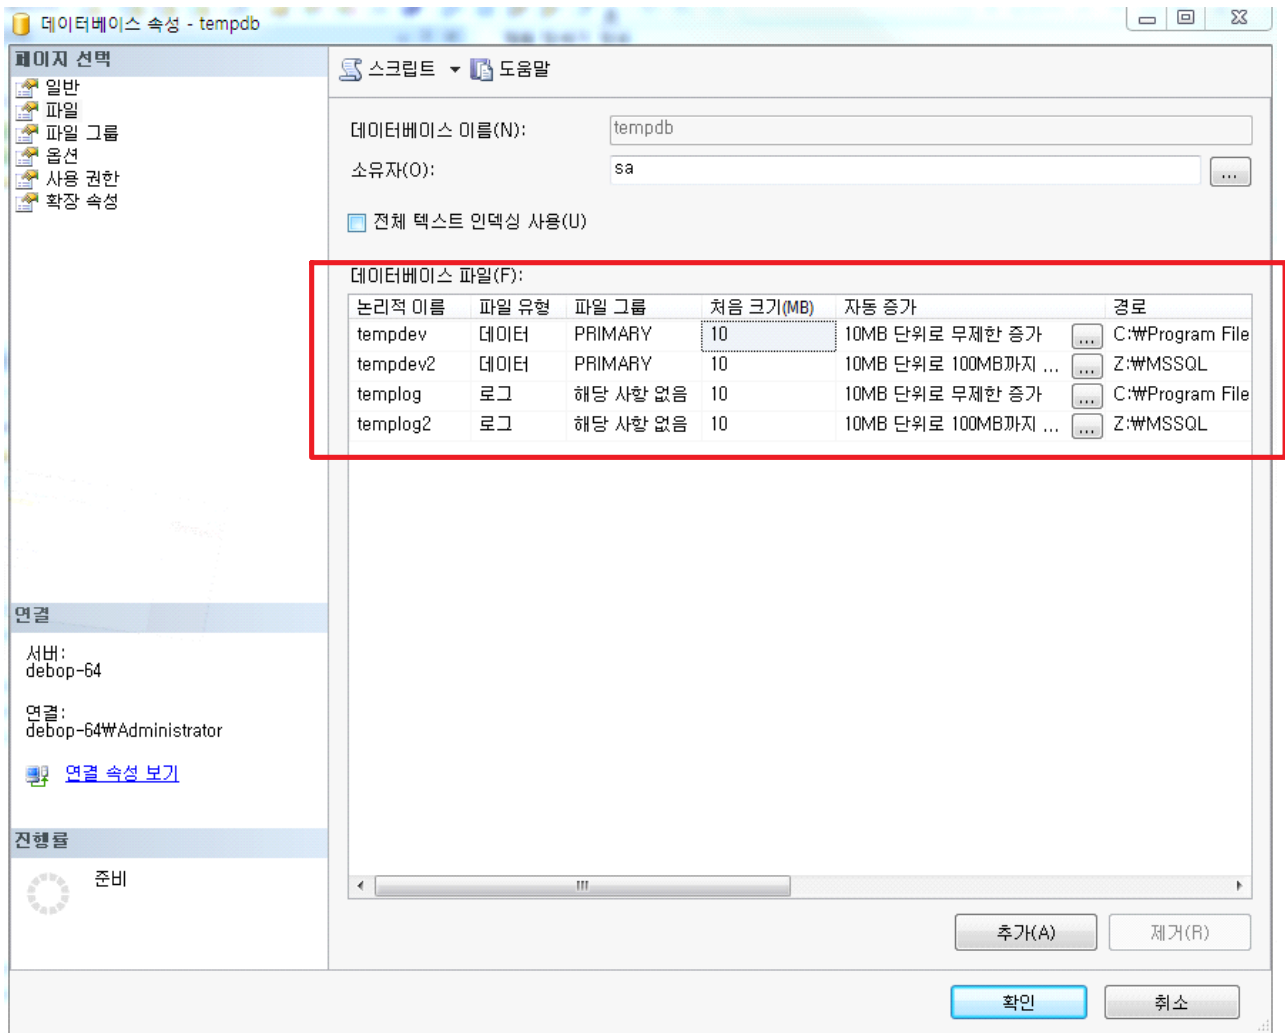 데이터베이스 속성 - tempdb
페이지 선택
일반
파일
파일 그룹
옵션
사용 권한
확장 속성
스크립트 도움말
데이터베이스 이름(N): tempdb
소유자(O): sa ...
전체 텍스트 인덱싱 사용(U)
데이터베이스 파일(F):
논리적 이름 파일 유형 파일 그룹 처음 크기(MB) 자동 증가 경로
tempdev 데이터 PRIMARY 10 10MB 단위로 무제한 증가 ... C:₩Program File
tempdev2 데이터 PRIMARY 10 10MB 단위로 100MB까지 ... ... Z:₩MSSQL
templog 로그 해당 사항 없음 10 10MB 단위로 무제한 증가 ... C:₩Program File
templog2 로그 해당 사항 없음 10 10MB 단위로 100MB까지 ... ... Z:₩MSSQL
연결
서버:
debop-64
연결:
debop-64₩Administrator
연결 속성 보기
진행률
준비
추가(A) 제거(R)
확인 취소